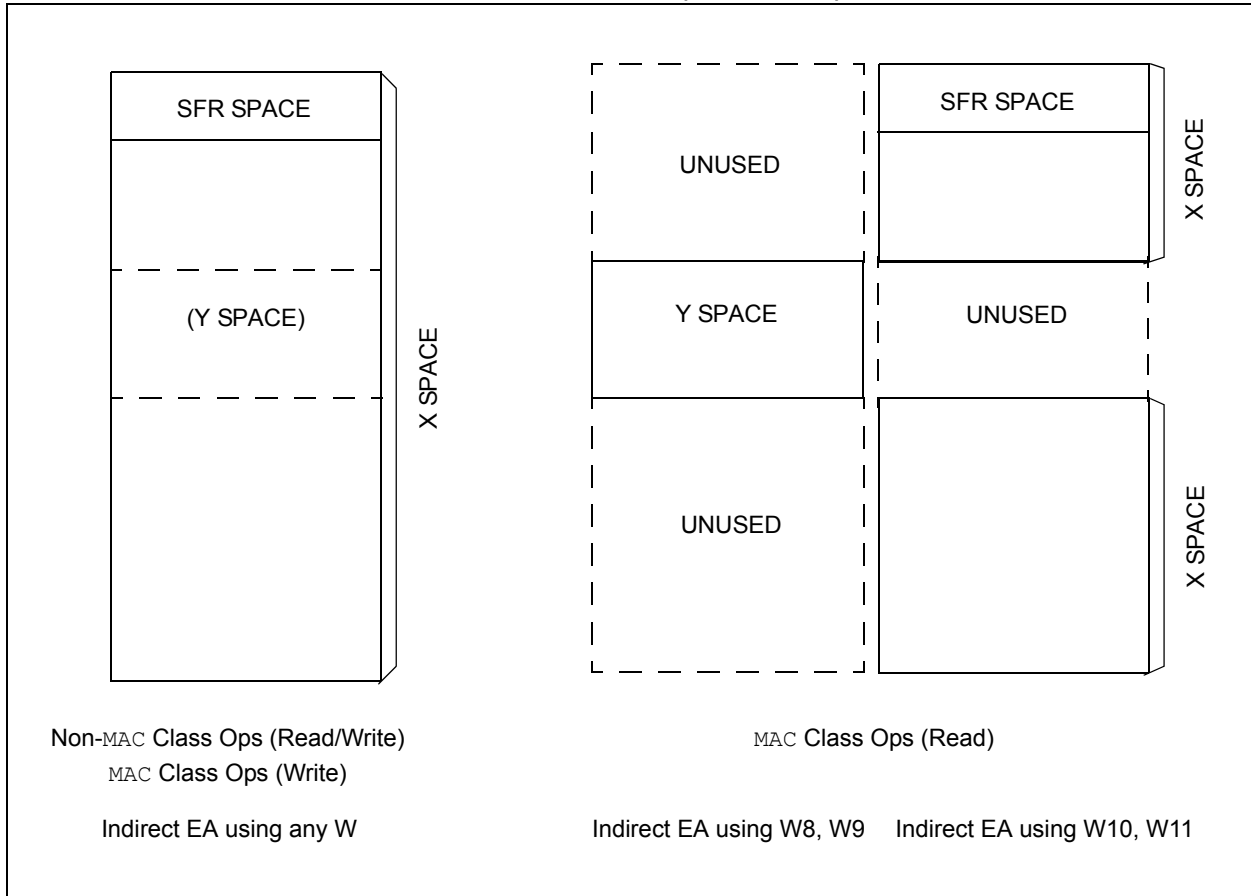 SFR SPACE
(Y SPACE)
X SPACE
Non-MAC Class Ops (Read/Write)
MAC Class Ops (Write)
Indirect EA using any W
UNUSED
Y SPACE
UNUSED
SFR SPACE
X SPACE
UNUSED
X SPACE
MAC Class Ops (Read)
Indirect EA using W8, W9
Indirect EA using W10, W11